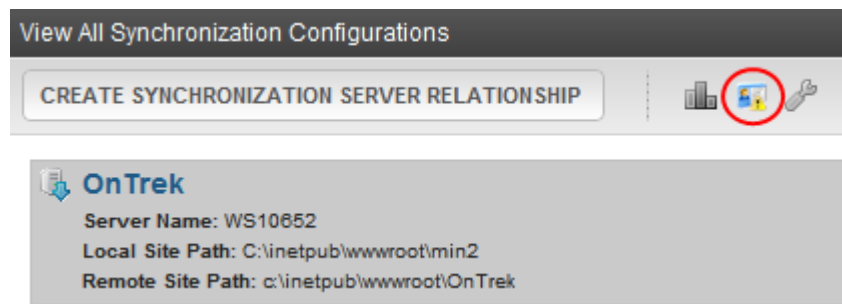 View All Synchronization Configurations
CREATE SYNCHRONIZATION SERVER RELATIONSHIP
OnTrek
Server Name: WS10652
Local Site Path: C:\inetpub\wwwroot\min2
Remote Site Path: c:\inetpub\wwwroot\OnTrek